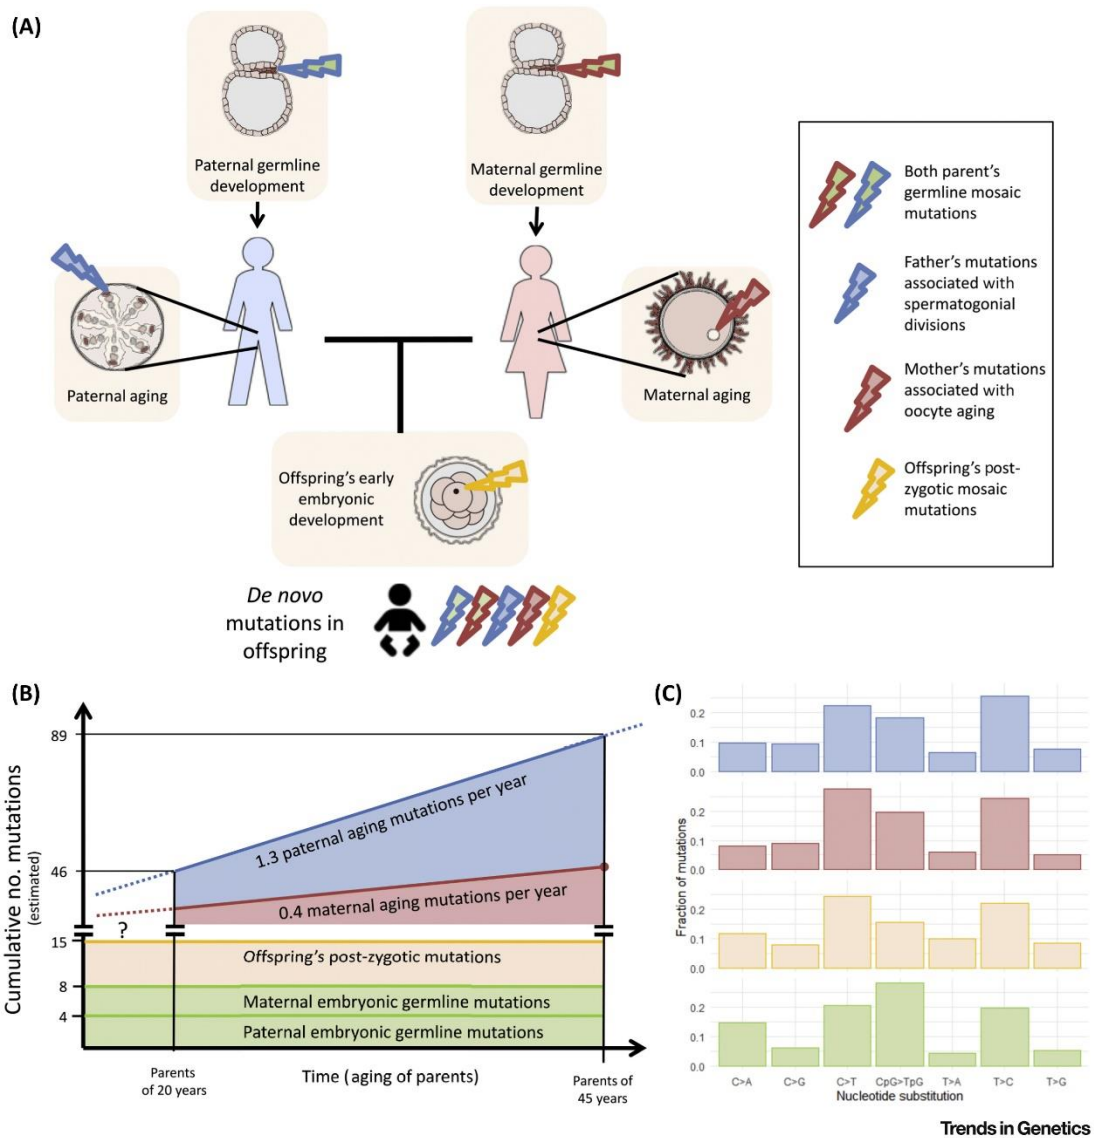 (A)
Paternal germline
development
Maternal germline
development
Paternal aging
Maternal aging
Offspring's early
embryonic
development
De novo
mutations in
offspring
Both parent's
germline mosaic
mutations
Father's mutations
associated with
spermatogonial
divisions
Mother's mutations
associated with
oocyte aging
Offspring's post-
zygotic mosaic
mutations
(B)
Cumulative no. mutations
(estimated)
89
46
15
8
4
1.3 paternal aging mutations per year
0.4 maternal aging mutations per year
?
Offspring's post-zygotic mutations
Maternal embryonic germline mutations
Paternal embryonic germline mutations
Parents
of 20 years
Time (aging of parents)
Parents of
45 years
(C)
Fraction of mutations
0.2
0.1
0.0
0.2
0.1
0.0
0.2
0.1
0.0
0.2
0.1
0.0
C>A C>G C>T CpG>TpG T>A T>C T>G
Nucleotide substitution
Trends in Genetics